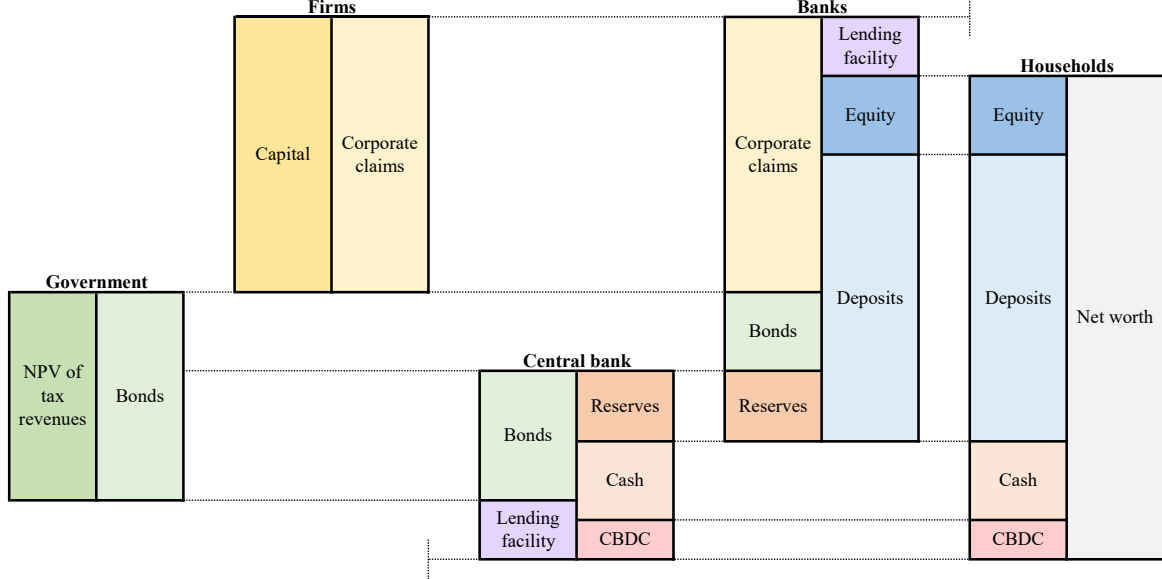 Firms
Capital
Corporate
claims
Government
NPV of
tax
revenues
Bonds
Central bank
Bonds
Lending
facility
Reserves
Cash
CBDC
Banks
Corporate
claims
Bonds
Reserves
Lending
facility
Equity
Deposits
Households
Equity
Deposits
Cash
CBDC
Net worth